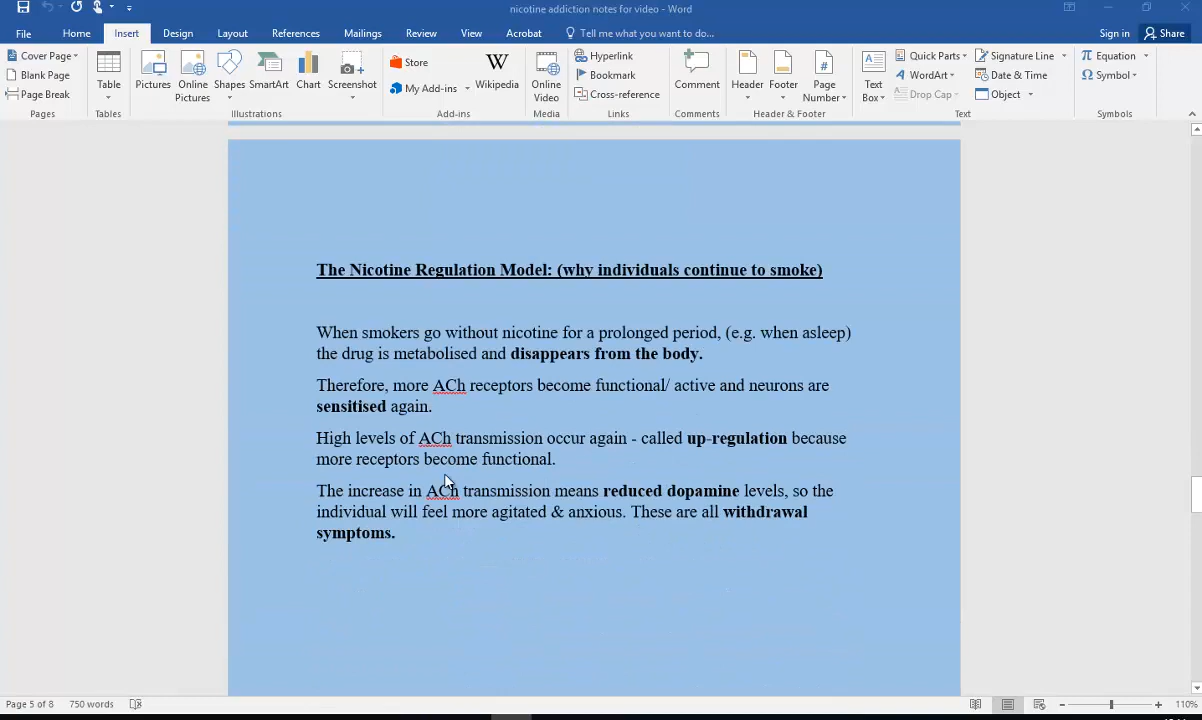 nicotine addiction notes for video - Word
File Home Insert Design Layout References Mailings Review View Acrobat Tell me what you want to do... Sign in Share
Cover Page
Blank Page
Page Break
Pages
Table
Tables
Pictures
Online Pictures
Shapes
SmartArt
Chart
Screenshot
Illustrations
Store
My Add-ins
Wikipedia
Add-ins
Online Video
Media
Hyperlink
Bookmark
Cross-reference
Links
Comment
Comments
Header
Footer
Page Number
Header & Footer
Text Box
Quick Parts
WordArt
Drop Cap
Signature Line
Date & Time
Object
Text
Equation
Symbol
Symbols
The Nicotine Regulation Model: (why individuals continue to smoke)
When smokers go without nicotine for a prolonged period, (e.g. when asleep)
the drug is metabolised and disappears from the body.
Therefore, more ACh receptors become functional/ active and neurons are
sensitised again.
High levels of ACh transmission occur again - called up-regulation because
more receptors become functional.
The increase in ACh transmission means reduced dopamine levels, so the
individual will feel more agitated & anxious. These are all withdrawal
symptoms.
Page 5 of 8 750 words 110%